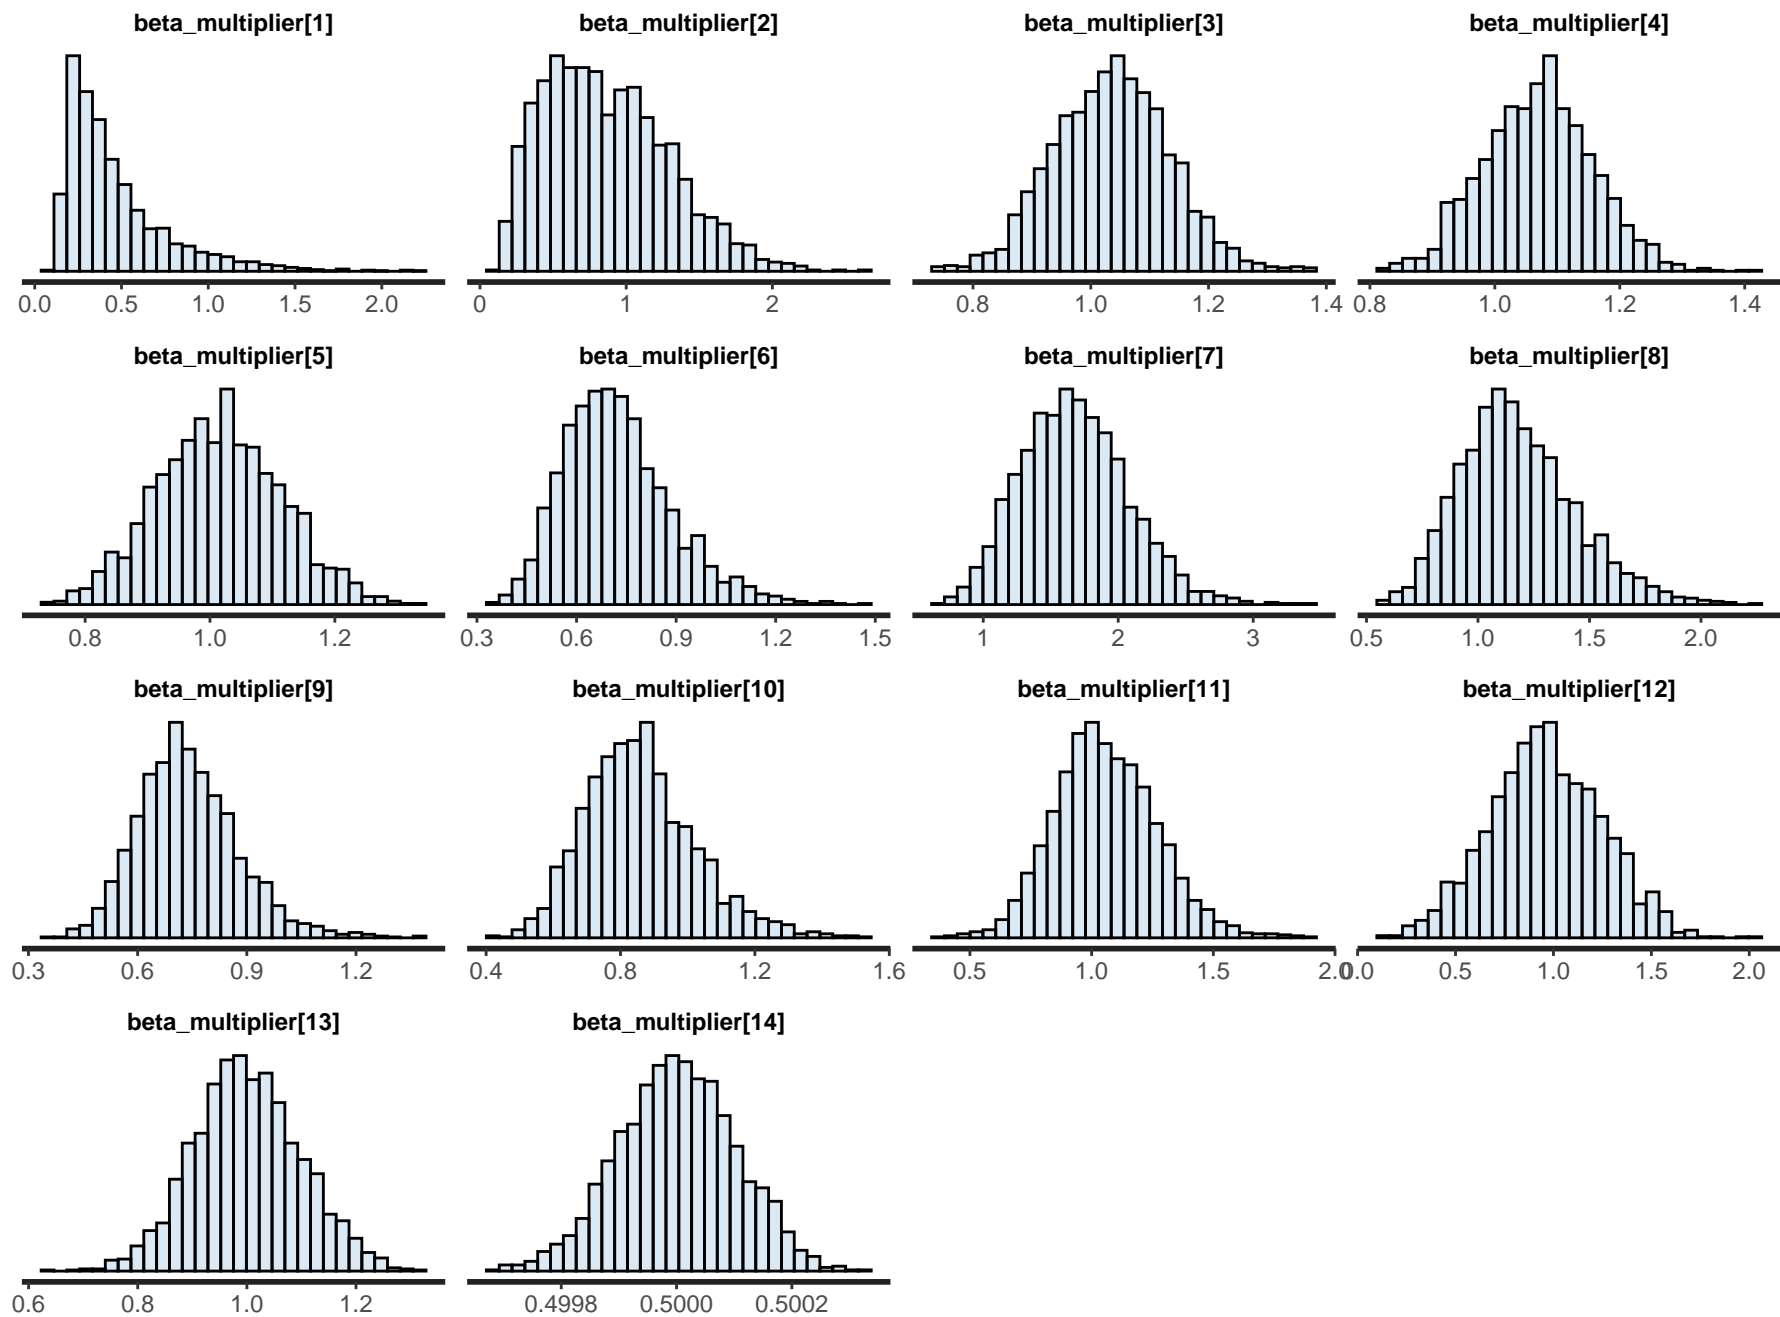 beta_multiplier[1] beta_multiplier[2] beta_multiplier[3] beta_multiplier[4]
0.0 0.5 1.0 1.5 2.0 0 1 2 0.8 1.0 1.2 1.4 0.8 1.0 1.2 1.4
beta_multiplier[5] beta_multiplier[6] beta_multiplier[7] beta_multiplier[8]
0.8 1.0 1.2 0.3 0.6 0.9 1.2 1.5 1 2 3 0.5 1.0 1.5 2.0
beta_multiplier[9] beta_multiplier[10] beta_multiplier[11] beta_multiplier[12]
0.3 0.6 0.9 1.2 0.4 0.8 1.2 1.6 0.5 1.0 1.5 2.0 0.0 0.5 1.0 1.5 2.0
beta_multiplier[13] beta_multiplier[14]
0.6 0.8 1.0 1.2 0.4998 0.5000 0.5002